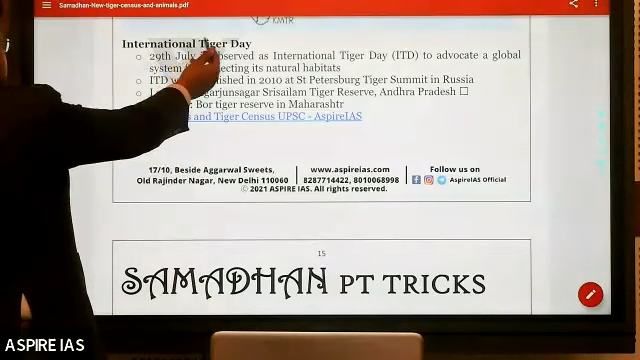 Samadhan-New-tiger-census-and-animals.pdf
KMTR
International Tiger Day
29th July observed as International Tiger Day (ITD) to advocate a global
system ecting its natural habitats
ITD w blished in 2010 at St Petersburg Tiger Summit in Russia
garjunsagar Srisailam Tiger Reserve, Andhra Pradesh
: Bor tiger reserve in Maharashtr
s and Tiger Census UPSC - AspireIAS
17/10, Beside Aggarwal Sweets,
Old Rajinder Nagar, New Delhi 110060
www.aspireias.com
8287714422, 8010068998
© 2021 ASPIRE IAS. All rights reserved.
Follow us on
AspireIAS Official
15
SAMADHAN PT TRICKS
ASPIRE IAS